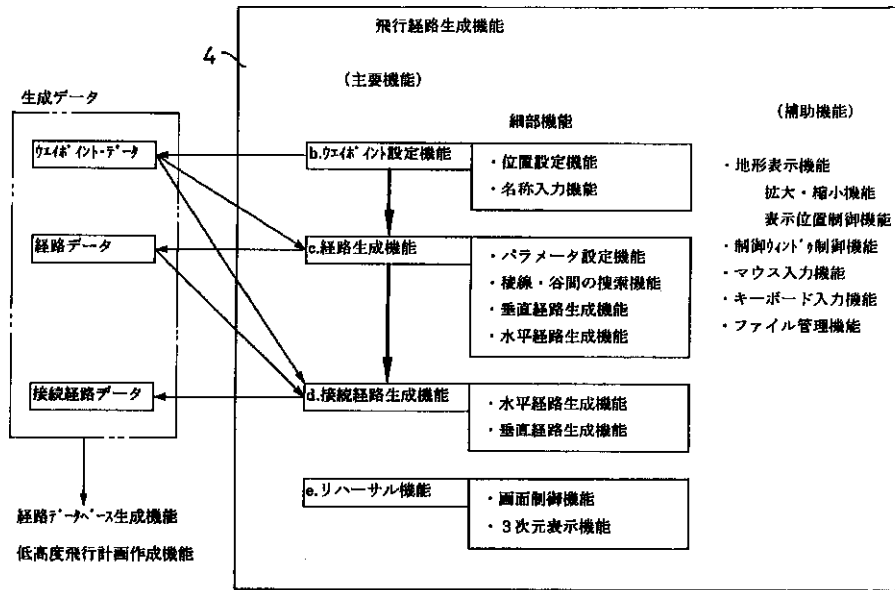 飛行経路生成機能
4
(主要機能)
生成データ
(補助機能)
細部機能
ウエイポイント・データ
b.ウエイポイント設定機能
・位置設定機能
・名称入力機能
・地形表示機能
拡大・縮小機能
表示位置制御機能
・制御ウィンドゥ制御機能
・マウス入力機能
・キーボード入力機能
・ファイル管理機能
経路データ
c.経路生成機能
・パラメータ設定機能
・稜線・谷間の捜索機能
・垂直経路生成機能
・水平経路生成機能
接続経路データ
d.接続経路生成機能
・水平経路生成機能
・垂直経路生成機能
e.リハーサル機能
・画面制御機能
・3次元表示機能
経路データベース生成機能
低高度飛行計画作成機能